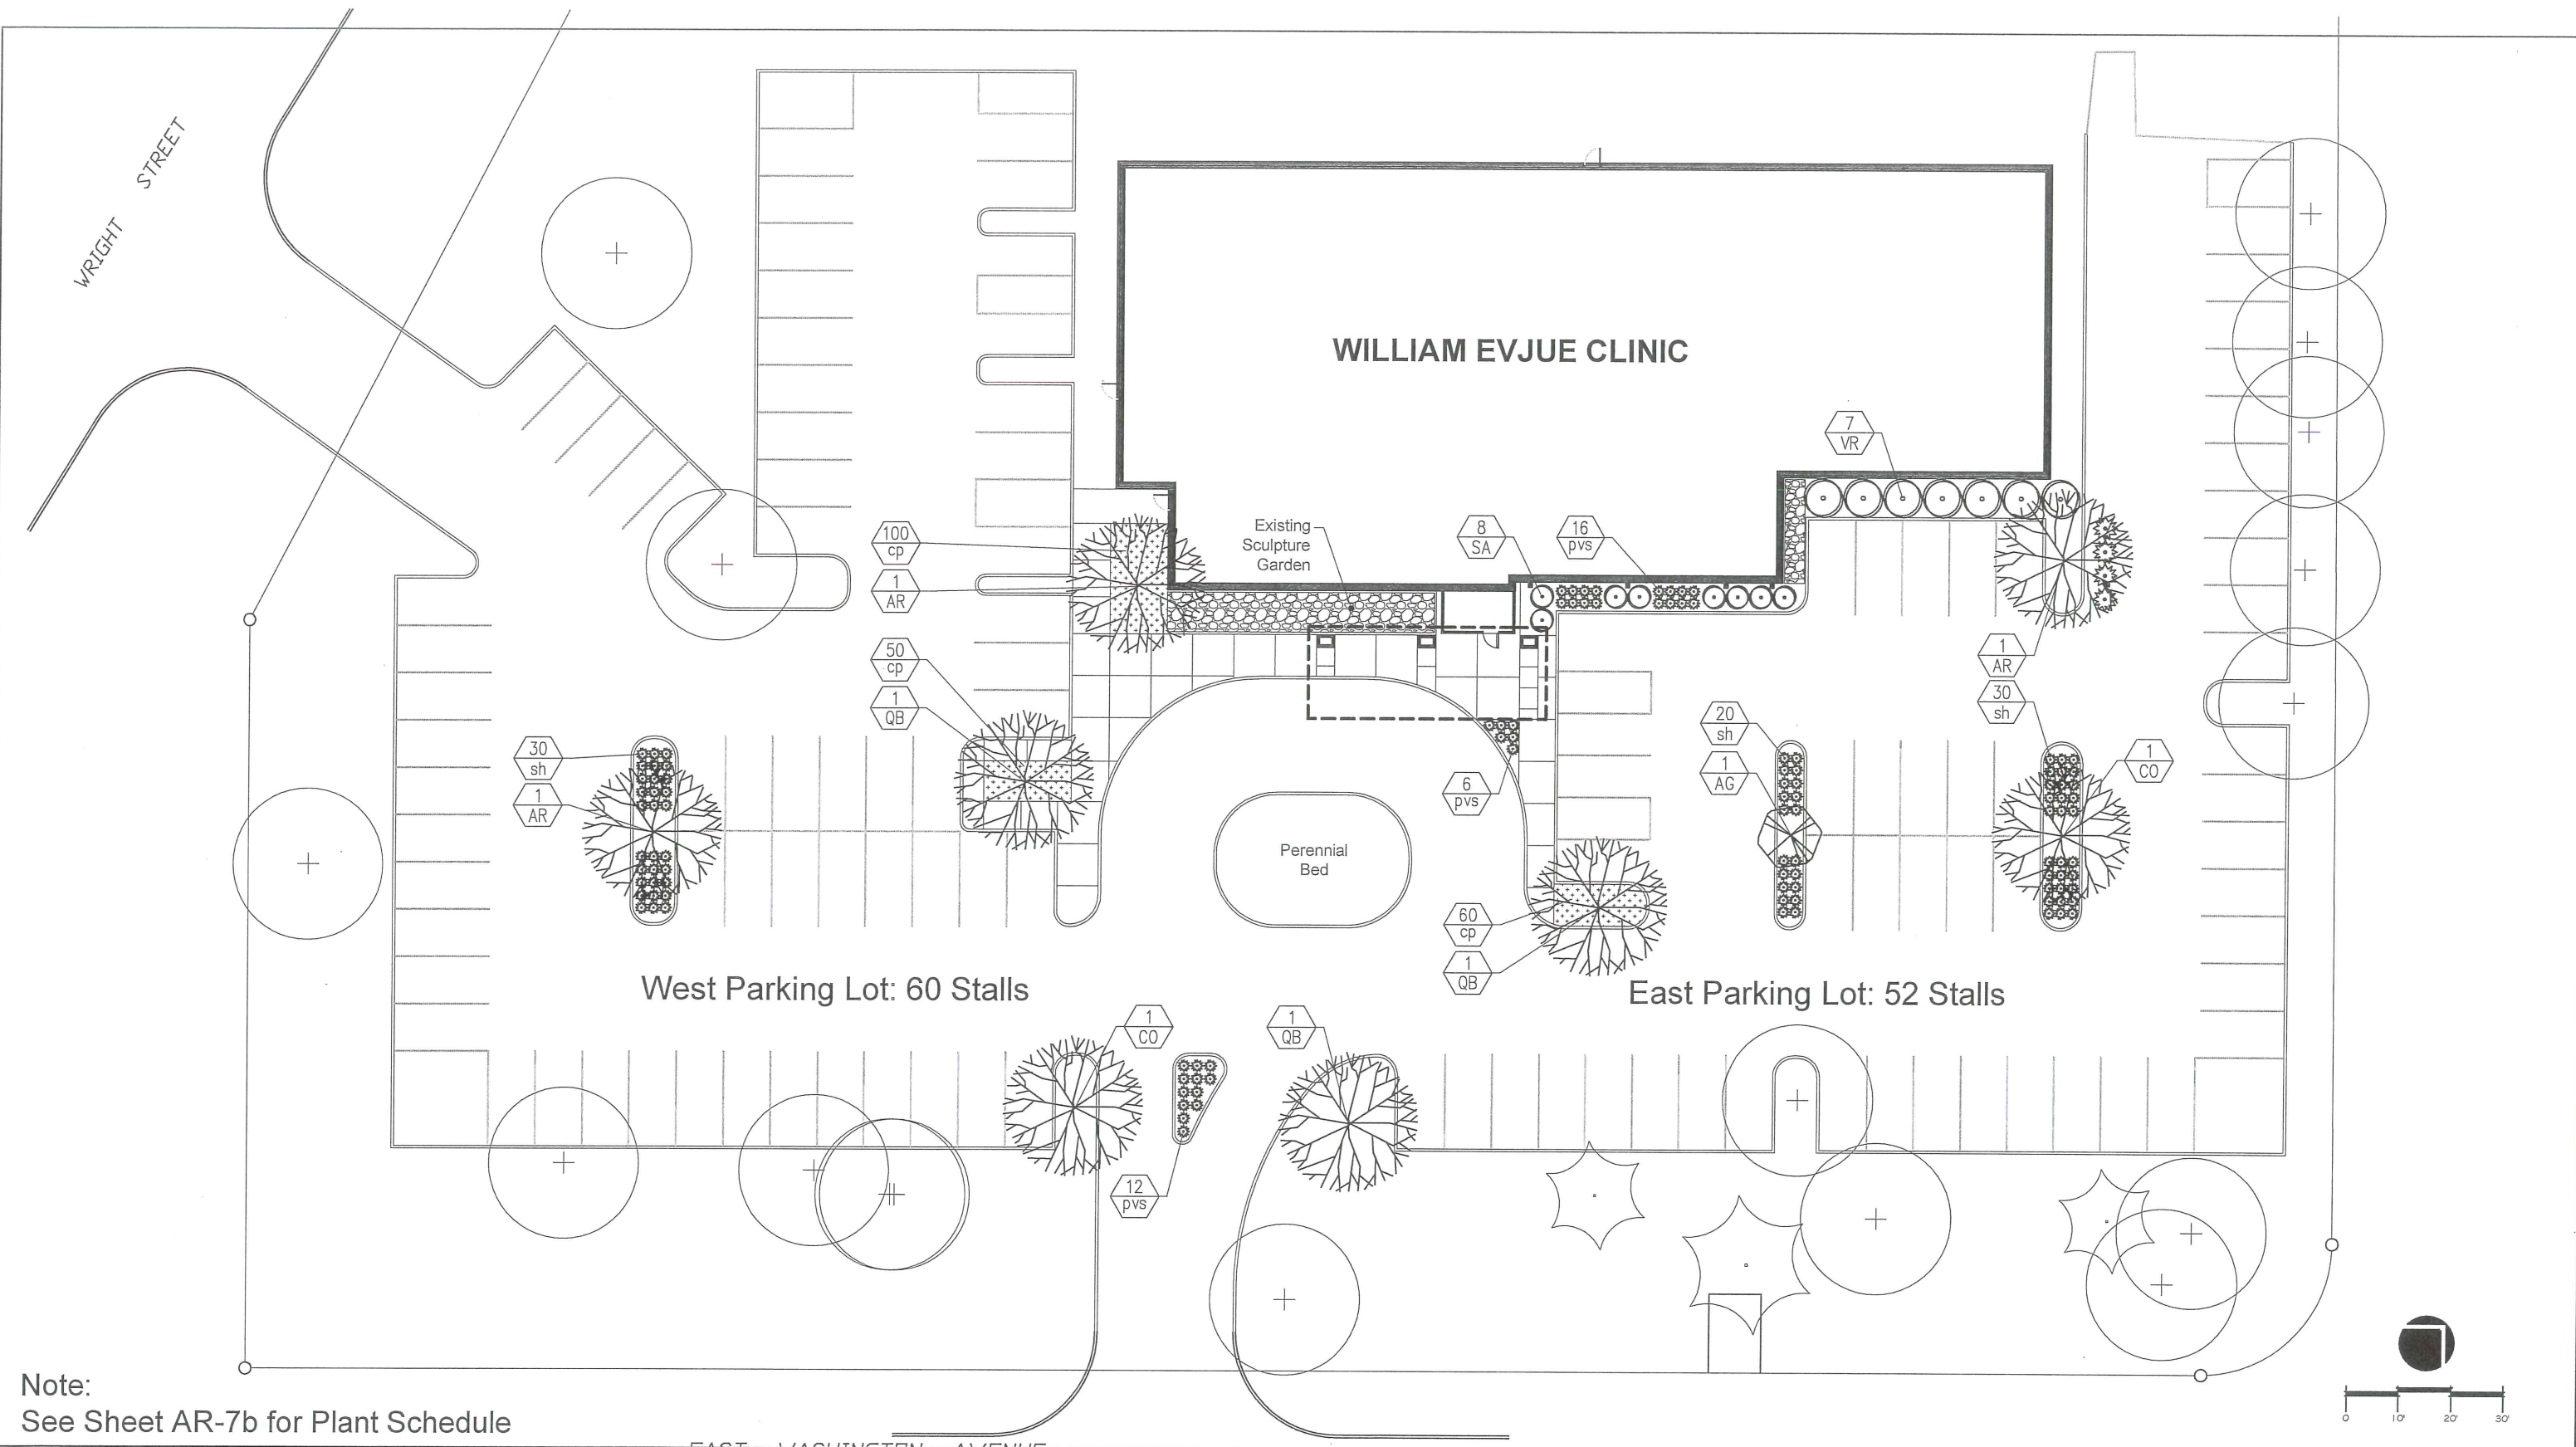 WRIGHT STREET
WILLIAM EVJUE CLINIC
7
VR
Existing
Sculpture
Garden
8
SA
16
pvs
100
cp
1
AR
50
cp
1
QB
1
AR
30
sh
30
sh
1
AR
20
sh
1
AG
1
CO
6
pvs
Perennial
Bed
60
cp
1
QB
West Parking Lot: 60 Stalls
East Parking Lot: 52 Stalls
1
CO
1
QB
12
pvs
Note:
See Sheet AR-7b for Plant Schedule
EAST WASHINGTON AVENUE
0 10' 20' 30'